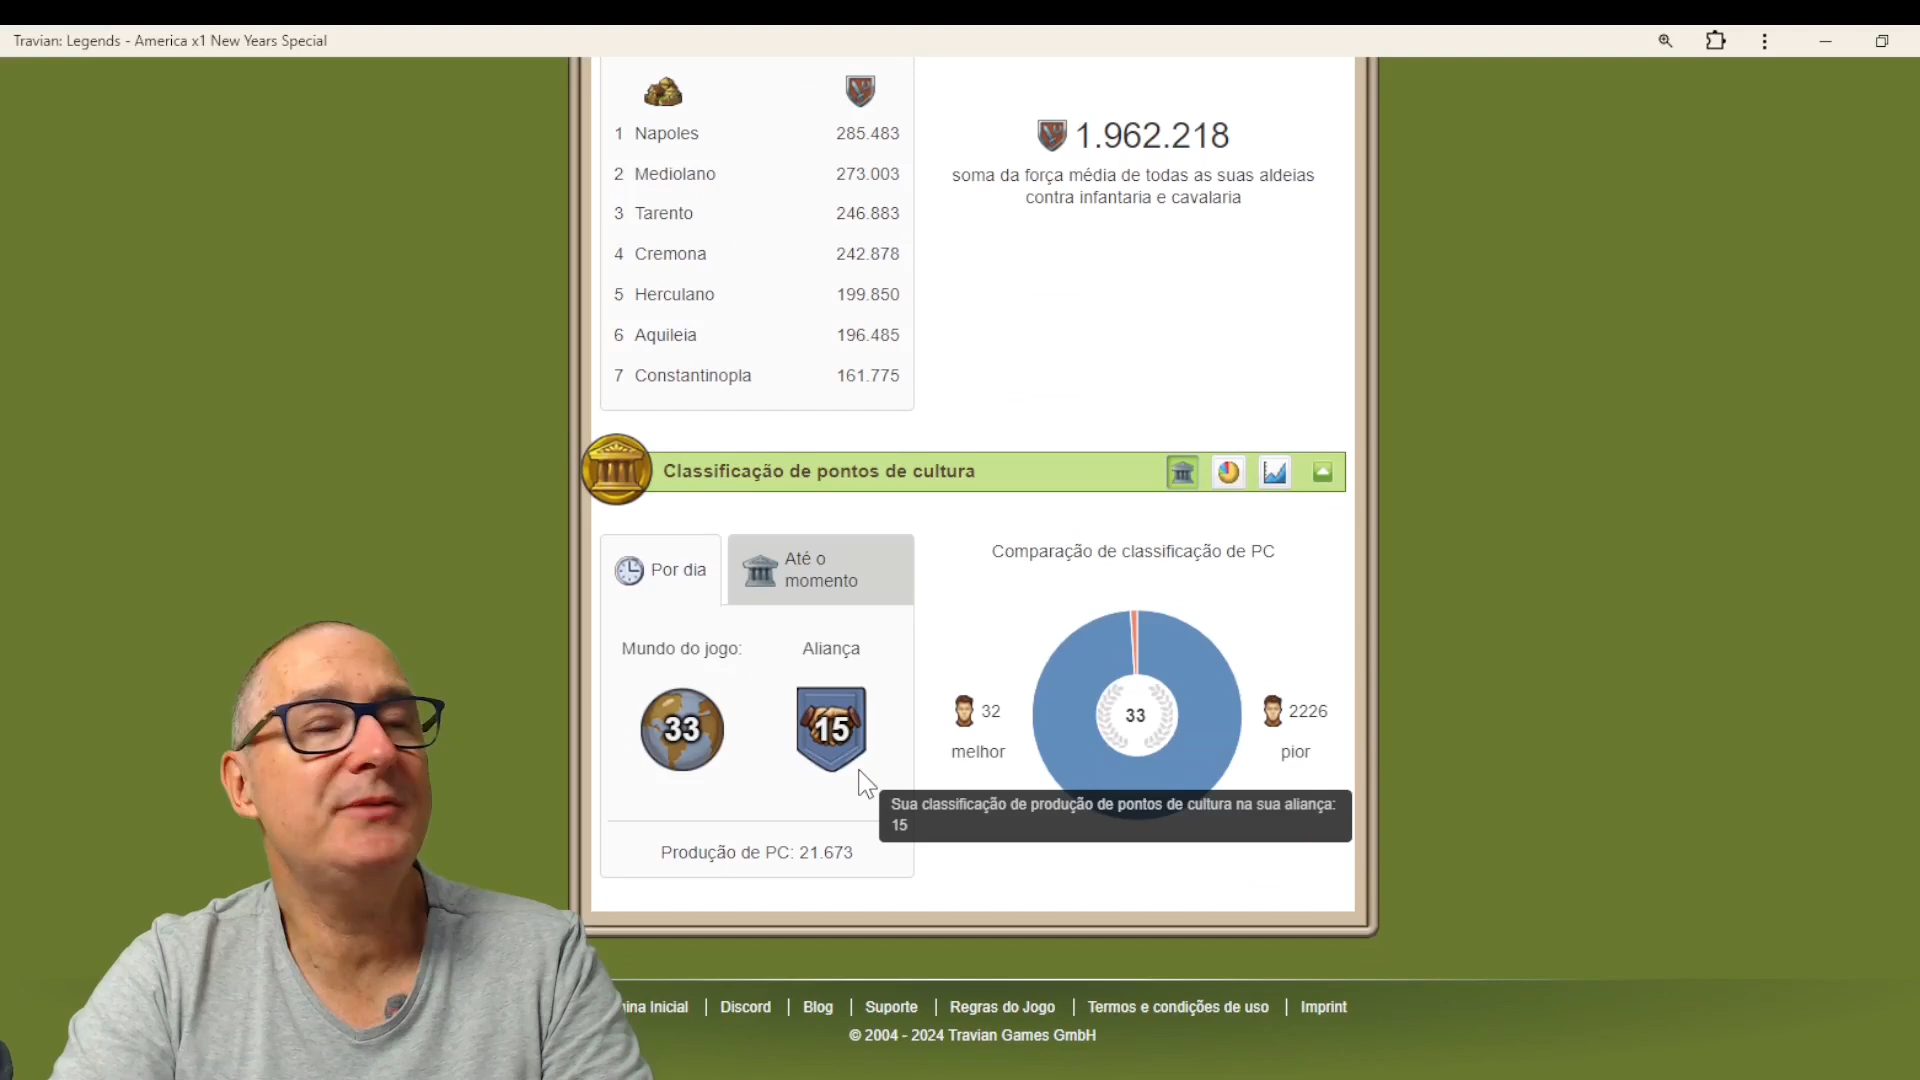 Travian: Legends - America x1 New Years Special
1 Napoles 285.483
2 Mediolano 273.003
3 Tarento 246.883
4 Cremona 242.878
5 Herculano 199.850
6 Aquileia 196.485
7 Constantinopla 161.775
1.962.218
soma da força média de todas as suas aldeias
contra infantaria e cavalaria
Classificação de pontos de cultura
Por dia
Até o
momento
Mundo do jogo:
Aliança
33
15
Produção de PC: 21.673
Comparação de classificação de PC
32
melhor
33
2226
pior
Sua classificação de produção de pontos de cultura na sua aliança:
15
Inicial | Discord | Blog | Suporte | Regras do Jogo | Termos e condições de uso | Imprint
© 2004 - 2024 Travian Games GmbH